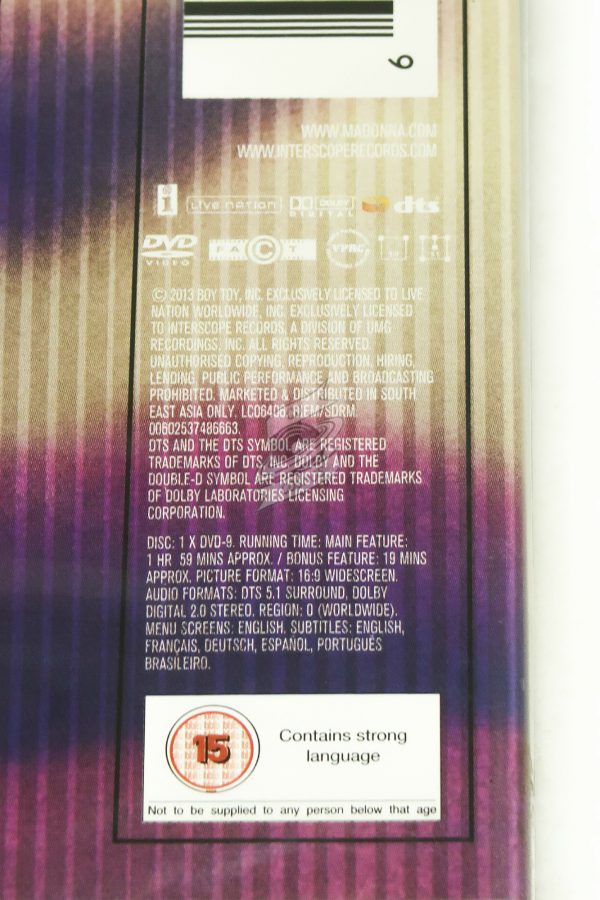 9
WWW.MADONNA.COM
WWW.INTERSCOPERECORDS.COM
LIVE NATION DOLBY DIGITAL dts
DVD VIDEO VPRC
© 2013 BOY TOY, INC. EXCLUSIVELY LICENSED TO LIVE
NATION WORLDWIDE, INC. EXCLUSIVELY LICENSED
TO INTERSCOPE RECORDS, A DIVISION OF UMG
RECORDINGS, INC. ALL RIGHTS RESERVED.
UNAUTHORISED COPYING, REPRODUCTION, HIRING,
LENDING, PUBLIC PERFORMANCE AND BROADCASTING
PROHIBITED. MARKETED & DISTRIBUTED IN SOUTH
EAST ASIA ONLY. LC06406. BIEM/SDRM.
00602537486663.
DTS AND THE DTS SYMBOL ARE REGISTERED
TRADEMARKS OF DTS, INC. DOLBY AND THE
DOUBLE-D SYMBOL ARE REGISTERED TRADEMARKS
OF DOLBY LABORATORIES LICENSING
CORPORATION.
DISC: 1 X DVD-9. RUNNING TIME: MAIN FEATURE:
1 HR 59 MINS APPROX. / BONUS FEATURE: 19 MINS
APPROX. PICTURE FORMAT: 16:9 WIDESCREEN.
AUDIO FORMATS: DTS 5.1 SURROUND, DOLBY
DIGITAL 2.0 STEREO. REGION: 0 (WORLDWIDE).
MENU SCREENS: ENGLISH. SUBTITLES: ENGLISH,
FRANÇAIS, DEUTSCH, ESPAÑOL, PORTUGUÊS
BRASILEIRO.
15
Contains strong
language
Not to be supplied to any person below that age